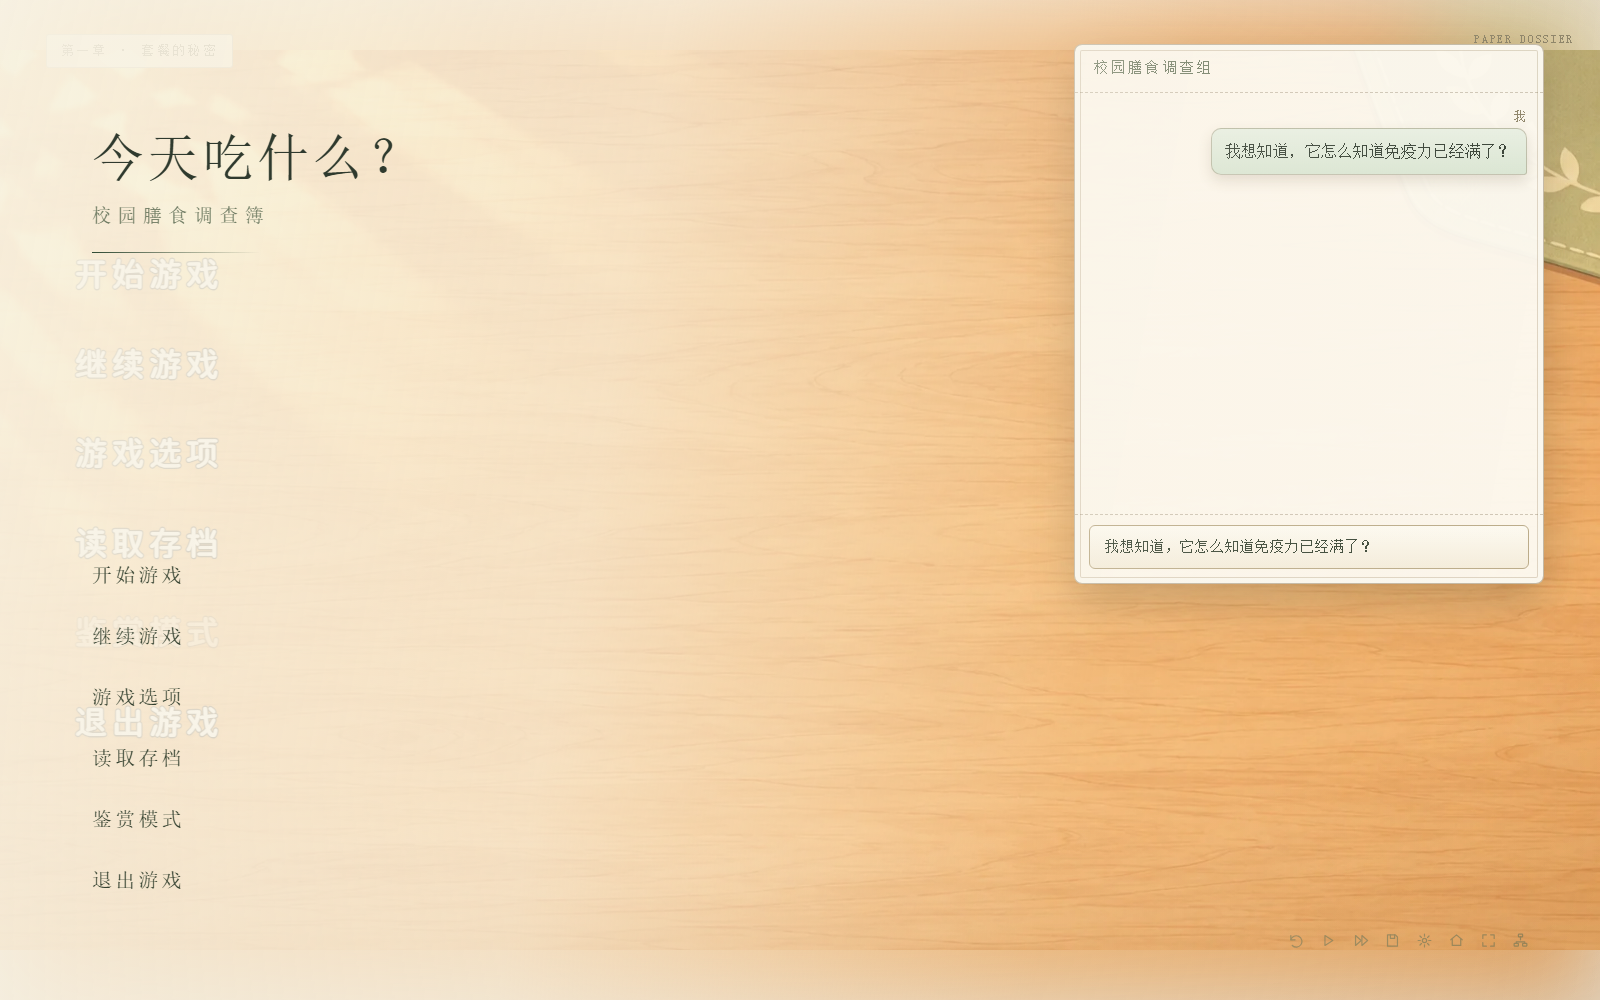 第一章 · 套餐的秘密
PAPER DOSSIER
今天吃什么？
校园膳食调查簿
开始游戏
继续游戏
游戏选项
读取存档
开始游戏
鉴赏模式
继续游戏
游戏选项
退出游戏
读取存档
鉴赏模式
退出游戏
校园膳食调查组
我
我想知道，它怎么知道免疫力已经满了？
我想知道，它怎么知道免疫力已经满了？